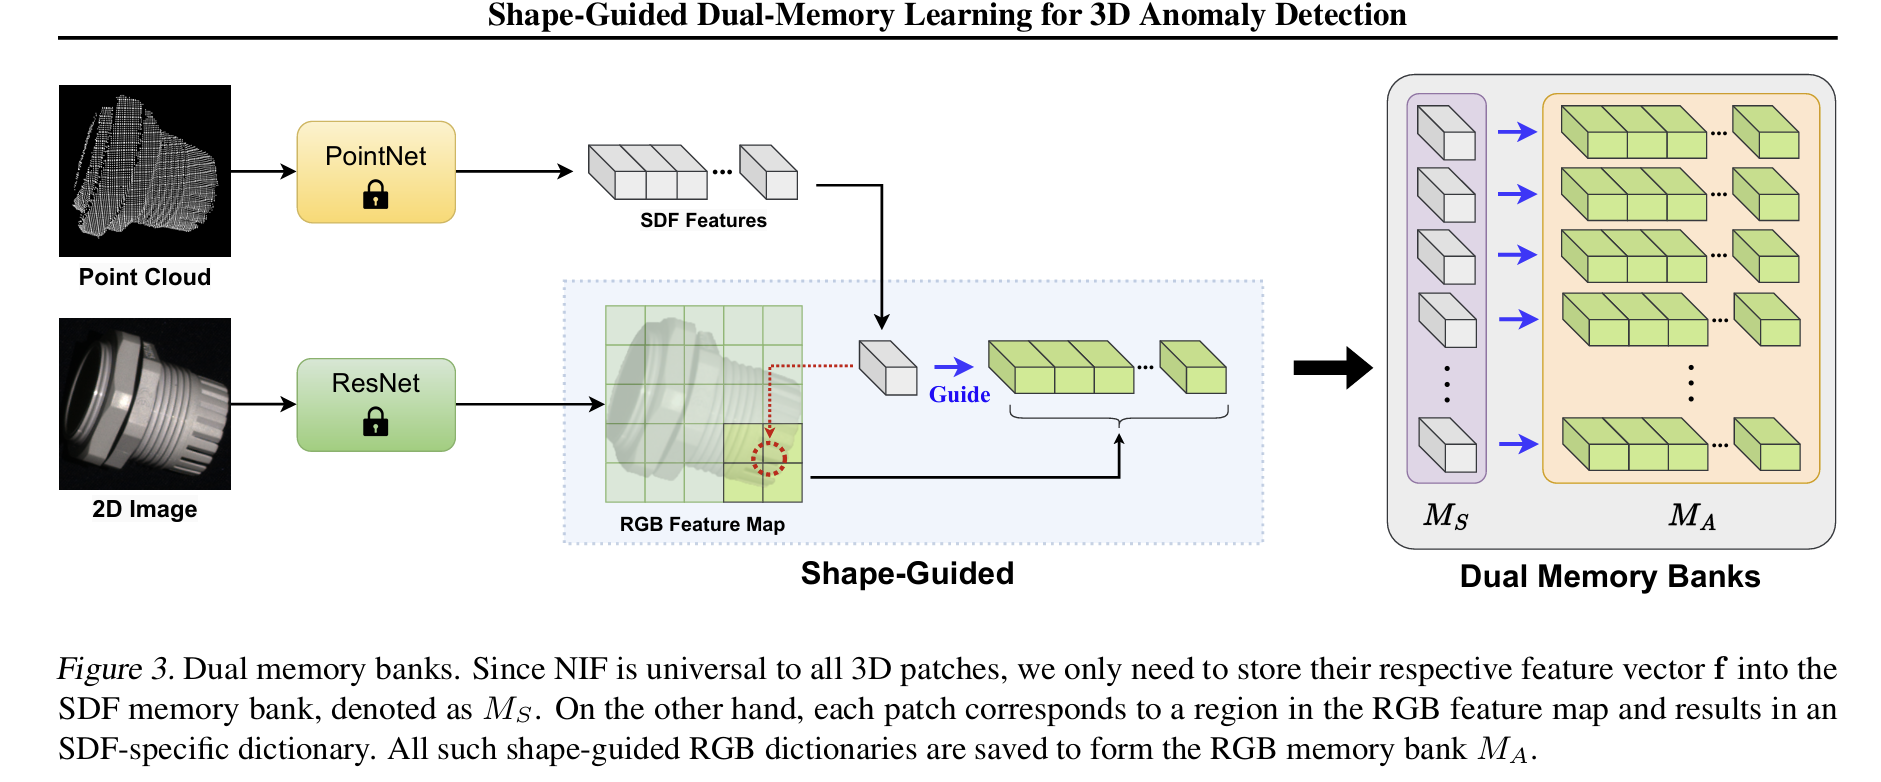 Shape-Guided Dual-Memory Learning for 3D Anomaly Detection
PointNet
SDF Features
Point Cloud
ResNet
Guide
2D Image
RGB Feature Map
Shape-Guided
...
...
...
...
...
...
...
M_S
M_A
Dual Memory Banks
Figure 3. Dual memory banks. Since NIF is universal to all 3D patches, we only need to store their respective feature vector f into the
SDF memory bank, denoted as M_S. On the other hand, each patch corresponds to a region in the RGB feature map and results in an
SDF-specific dictionary. All such shape-guided RGB dictionaries are saved to form the RGB memory bank M_A.